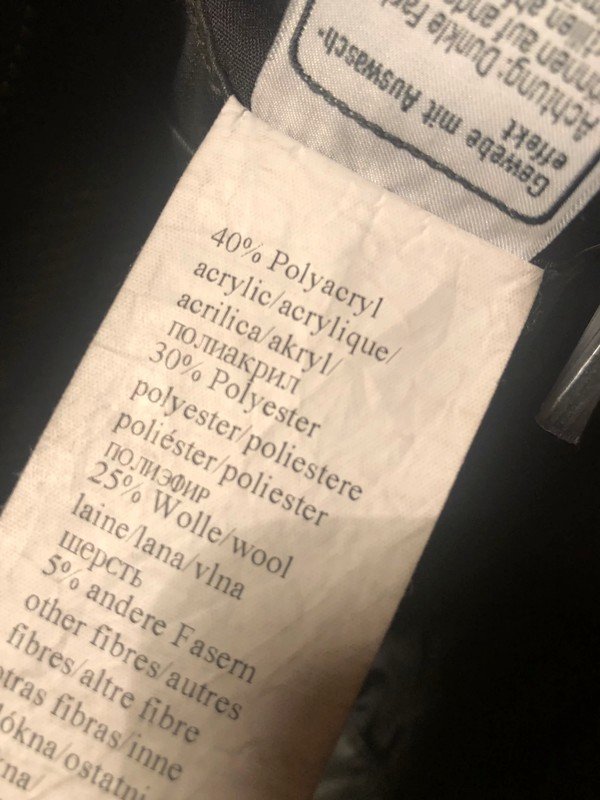 40% Polyacryl
acrylic/acrylique/
acrilica/akryl/
полиакрил
30% Polyester
polyester/poliestere
poliéster/poliester
полиэфир
25% Wolle/wool
laine/lana/vlna
шерсть
5% andere Fasern
other fibres/autres
fibres/altre fibre
otras fibras/inne
ostatni
Gewebe mit Auswasch-
effekt
Achtung: Dunkle
auf